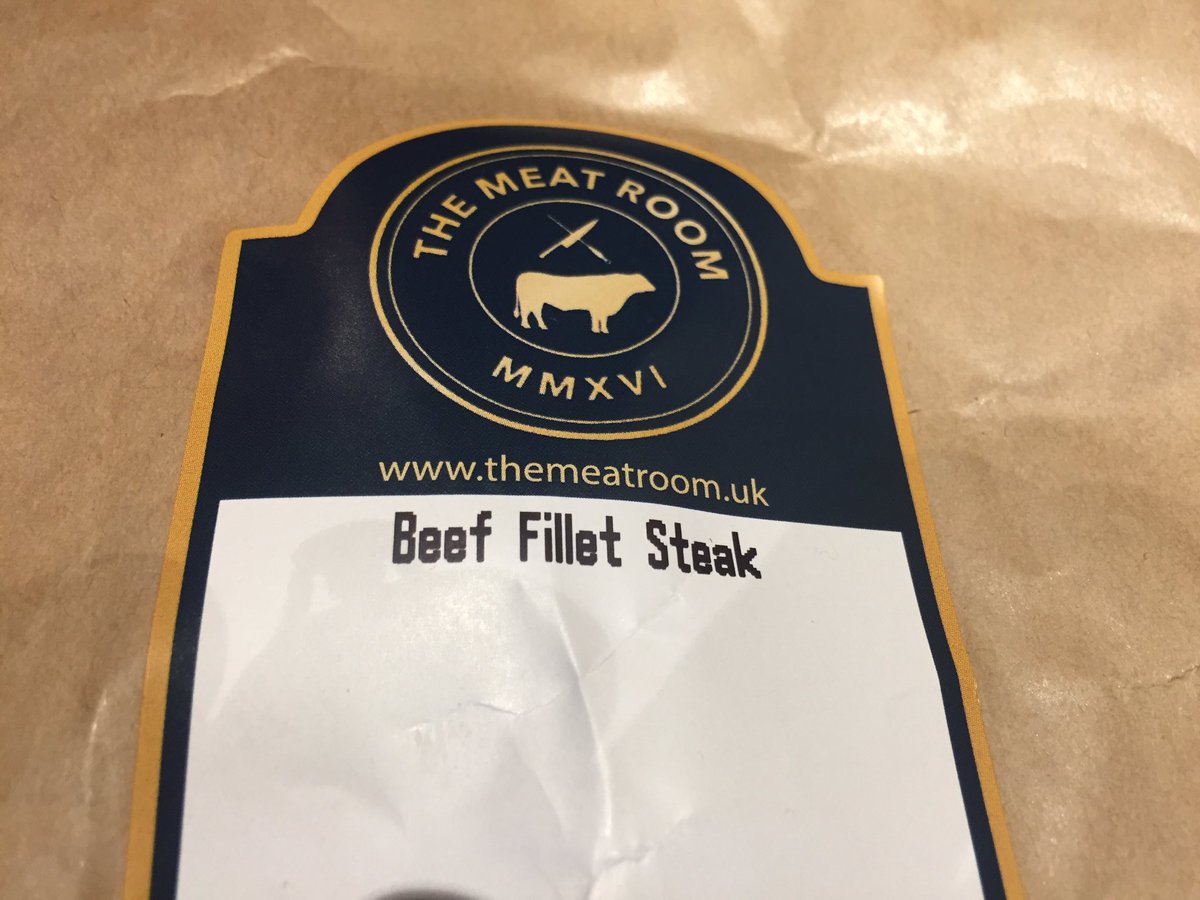 THE MEAT ROOM
MMXVI
www.themeatroom.uk
Beef Fillet Steak